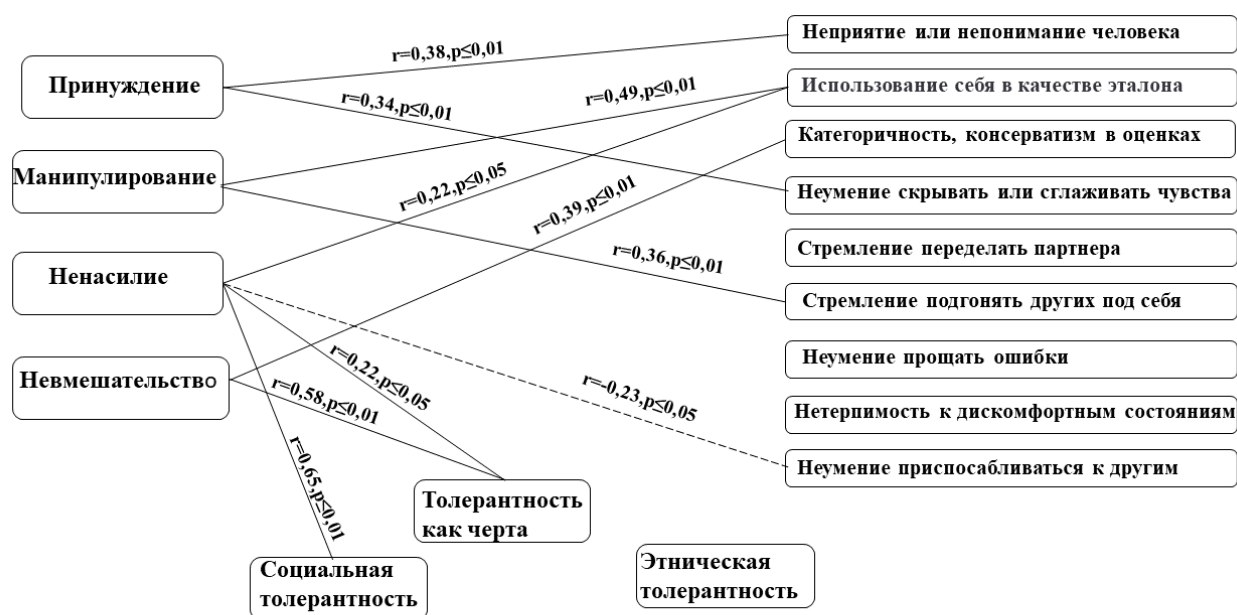 Принуждение
Манипулирование
Ненасилие
Невмешательство
r=0,38,p≤0,01
r=0,34,p≤0,01
r=0,49,p≤0,01
r=0,22,p≤0,05
r=0,39,p≤0,01
r=0,36,p≤0,01
r=0,22,p≤0,05
r=0,58,p≤0,01
r=-0,23,p≤0,05
r=0,65,p≤0,01
Неприятие или непонимание человека
Использование себя в качестве эталона
Категоричность, консерватизм в оценках
Неумение скрывать или сглаживать чувства
Стремление переделать партнера
Стремление подгонять других под себя
Неумение прощать ошибки
Нетерпимость к дискомфортным состояниям
Неумение приспосабливаться к другим
Толерантность
как черта
Социальная
толерантность
Этническая
толерантность